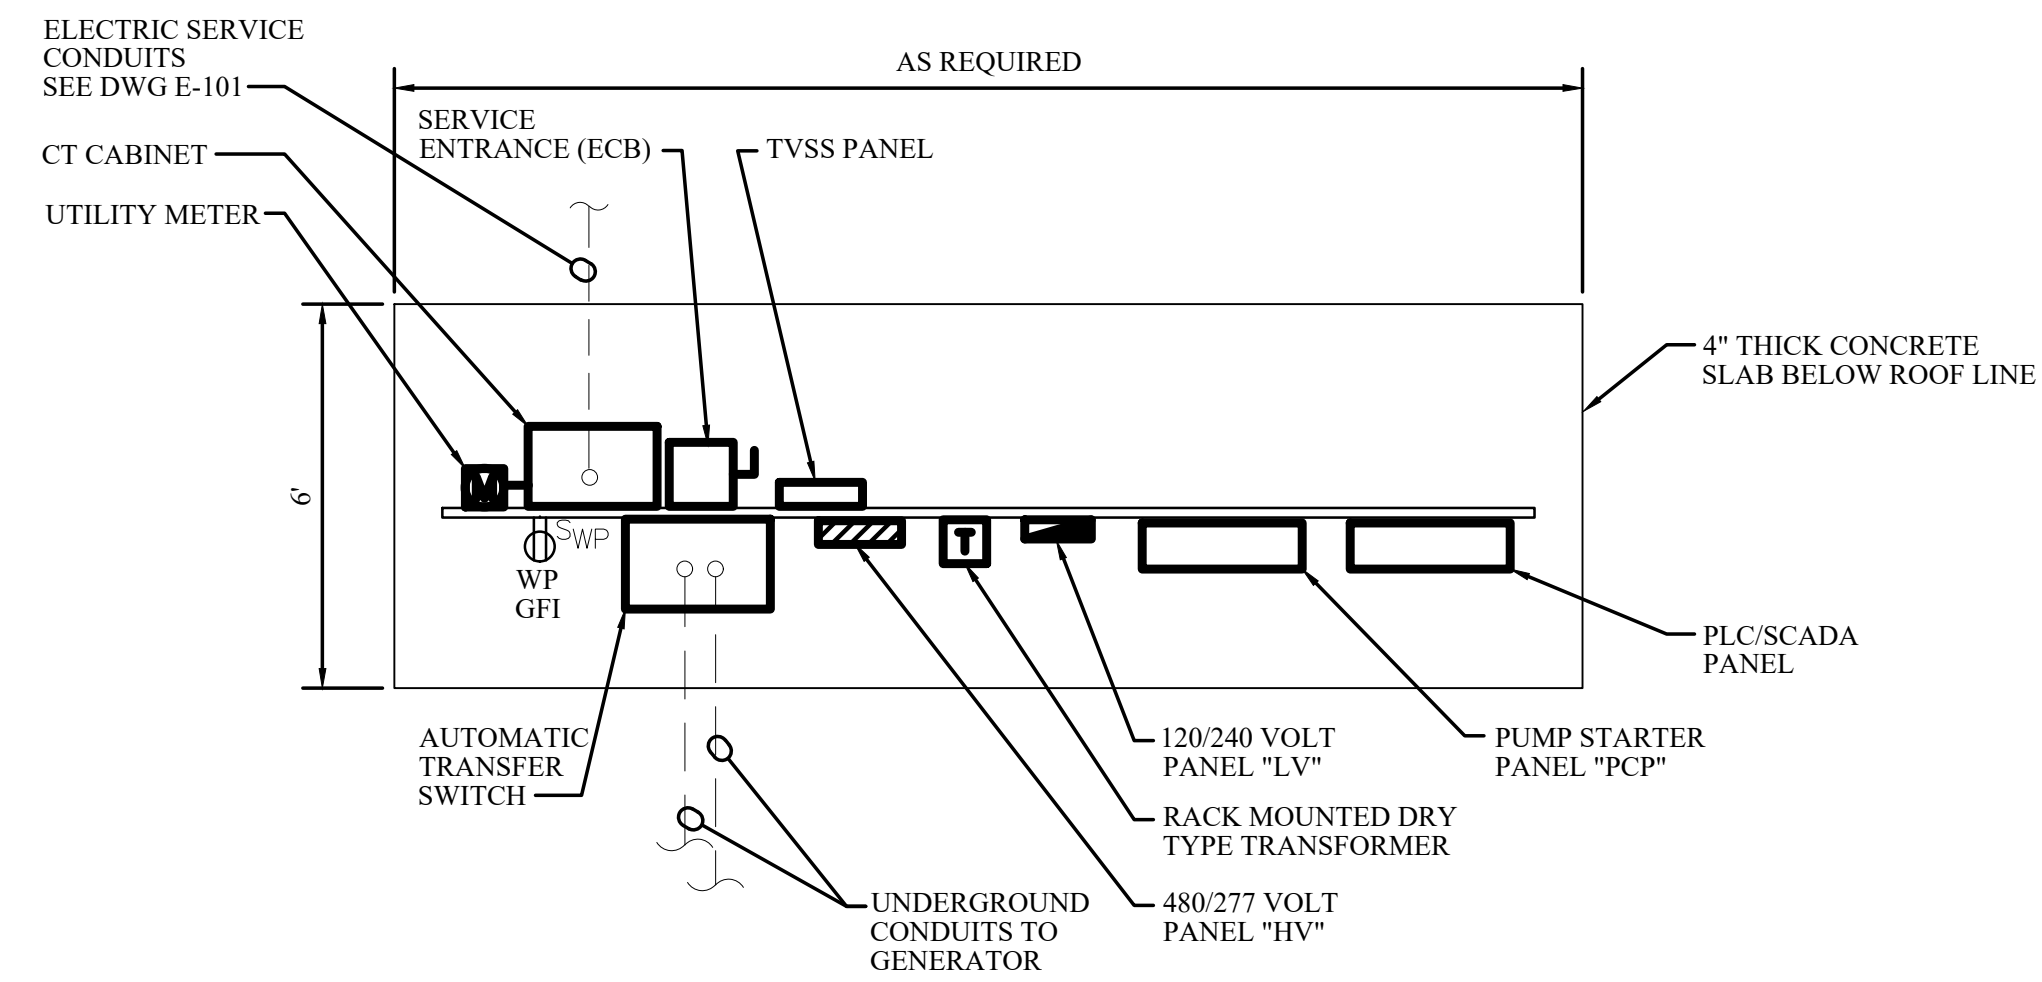 ELECTRIC SERVICE
CONDUITS
SEE DWG E-101
AS REQUIRED
SERVICE
ENTRANCE (ECB)
TVSS PANEL
CT CABINET
UTILITY METER
4" THICK CONCRETE
SLAB BELOW ROOF LINE
6'
M
SWP
WP
GFI
T
PLC/SCADA
PANEL
AUTOMATIC
TRANSFER
SWITCH
120/240 VOLT
PANEL "LV"
PUMP STARTER
PANEL "PCP"
RACK MOUNTED DRY
TYPE TRANSFORMER
UNDERGROUND
CONDUITS TO
GENERATOR
480/277 VOLT
PANEL "HV"